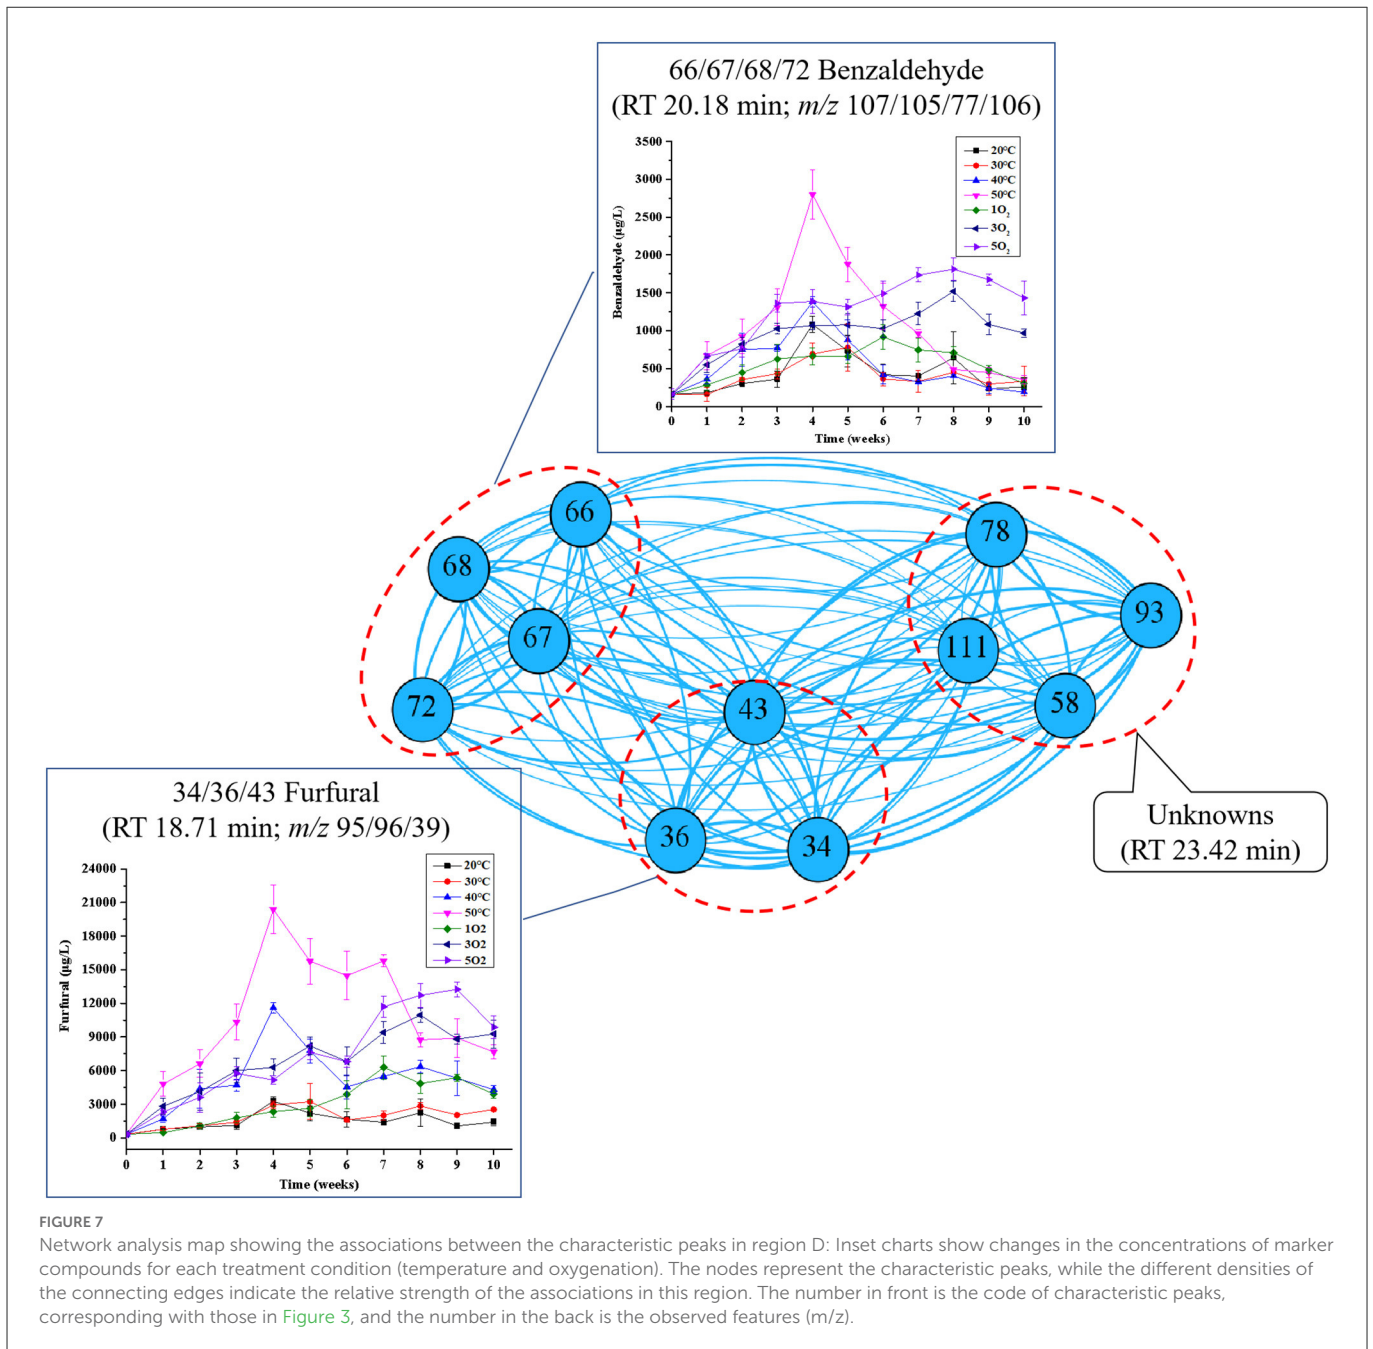 66/67/68/72 Benzaldehyde
(RT 20.18 min; m/z 107/105/77/106)
3500
3000
2500
2000
1500
1000
500
0
Benzaldehyde (µg/L)
20°C
30°C
40°C
50°C
1O₂
3O₂
5O₂
0 1 2 3 4 5 6 7 8 9 10
Time (weeks)
66
68
67
72
78
93
111
58
43
36
34
Unknowns
(RT 23.42 min)
34/36/43 Furfural
(RT 18.71 min; m/z 95/96/39)
24000
21000
18000
15000
12000
9000
6000
3000
0
Furfural (µg/L)
20°C
30°C
40°C
50°C
1O2
3O2
5O2
0 1 2 3 4 5 6 7 8 9 10
Time (weeks)
FIGURE 7
Network analysis map showing the associations between the characteristic peaks in region D: Inset charts show changes in the concentrations of marker
compounds for each treatment condition (temperature and oxygenation). The nodes represent the characteristic peaks, while the different densities of
the connecting edges indicate the relative strength of the associations in this region. The number in front is the code of characteristic peaks,
corresponding with those in Figure 3, and the number in the back is the observed features (m/z).